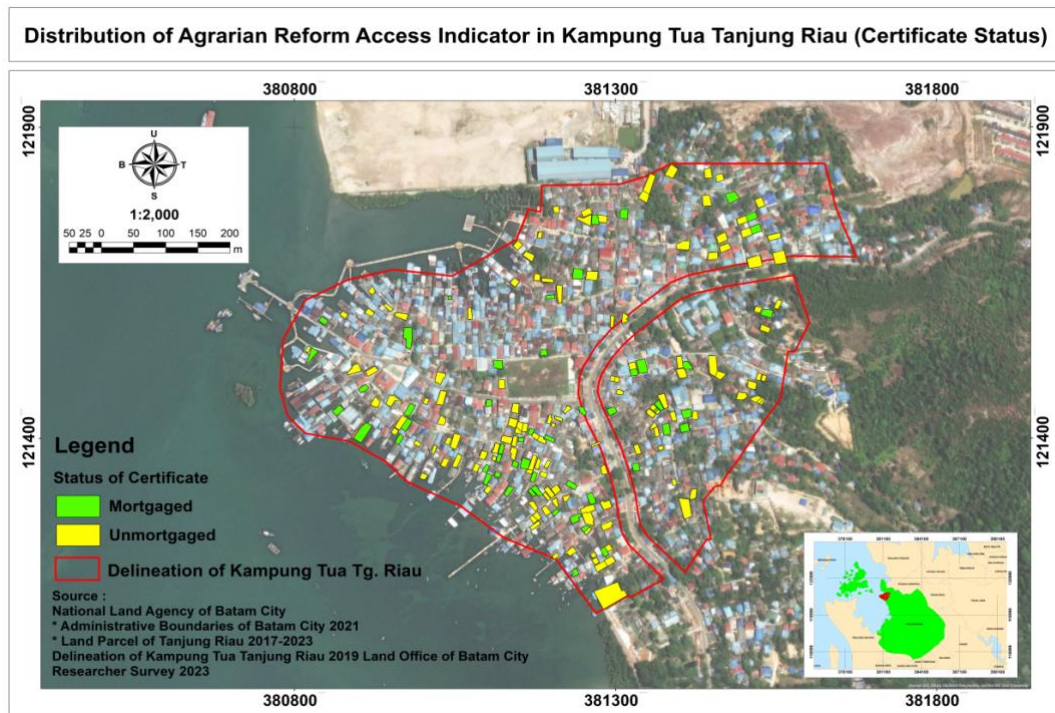 Distribution of Agrarian Reform Access Indicator in Kampung Tua Tanjung Riau (Certificate Status)
380800 381300 381800
121900 121900
U
B T
S
1:2,000
50 25 0 50 100 150 200
m
121400 121400
Legend
Status of Certificate
Mortgaged
Unmortgaged
Delineation of Kampung Tua Tg. Riau
Source :
National Land Agency of Batam City
* Administrative Boundaries of Batam City 2021
* Land Parcel of Tanjung Riau 2017-2023
Delineation of Kampung Tua Tanjung Riau 2019 Land Office of Batam City
Researcher Survey 2023
380800 381300 381800